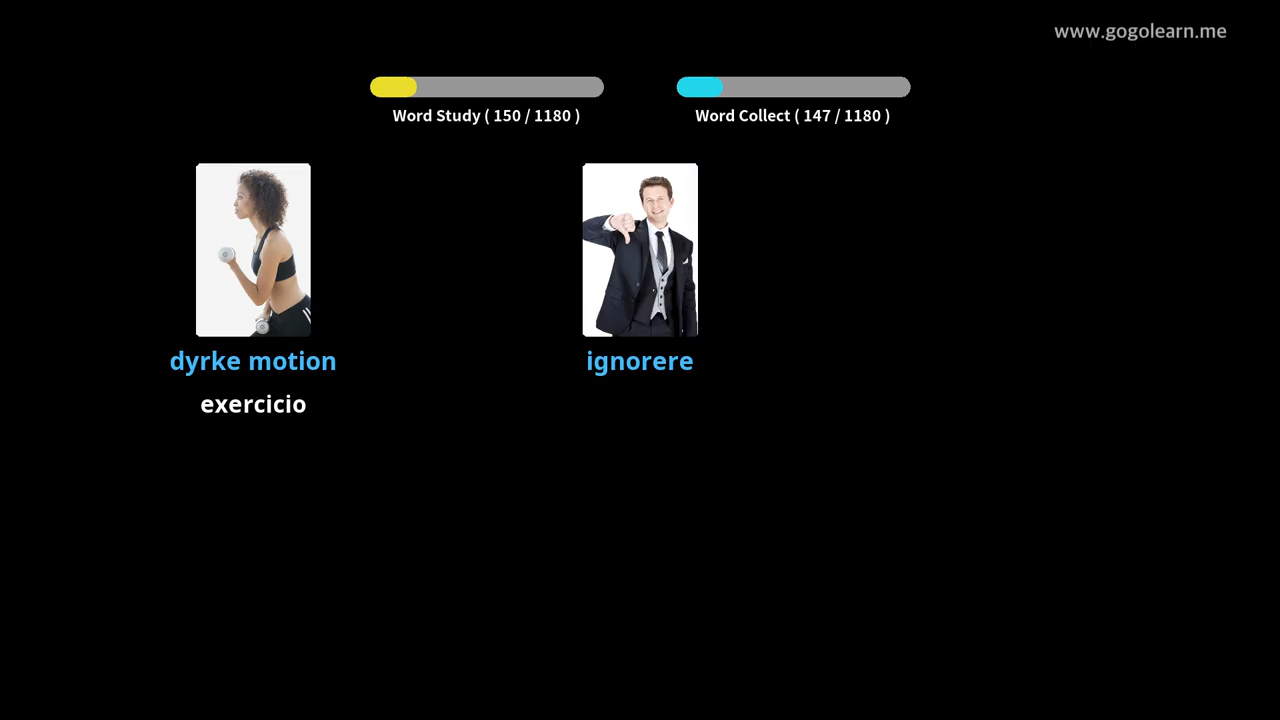 www.gogolearn.me
Word Study ( 150 / 1180 )
Word Collect ( 147 / 1180 )
dyrke motion
ignorere
exercicio